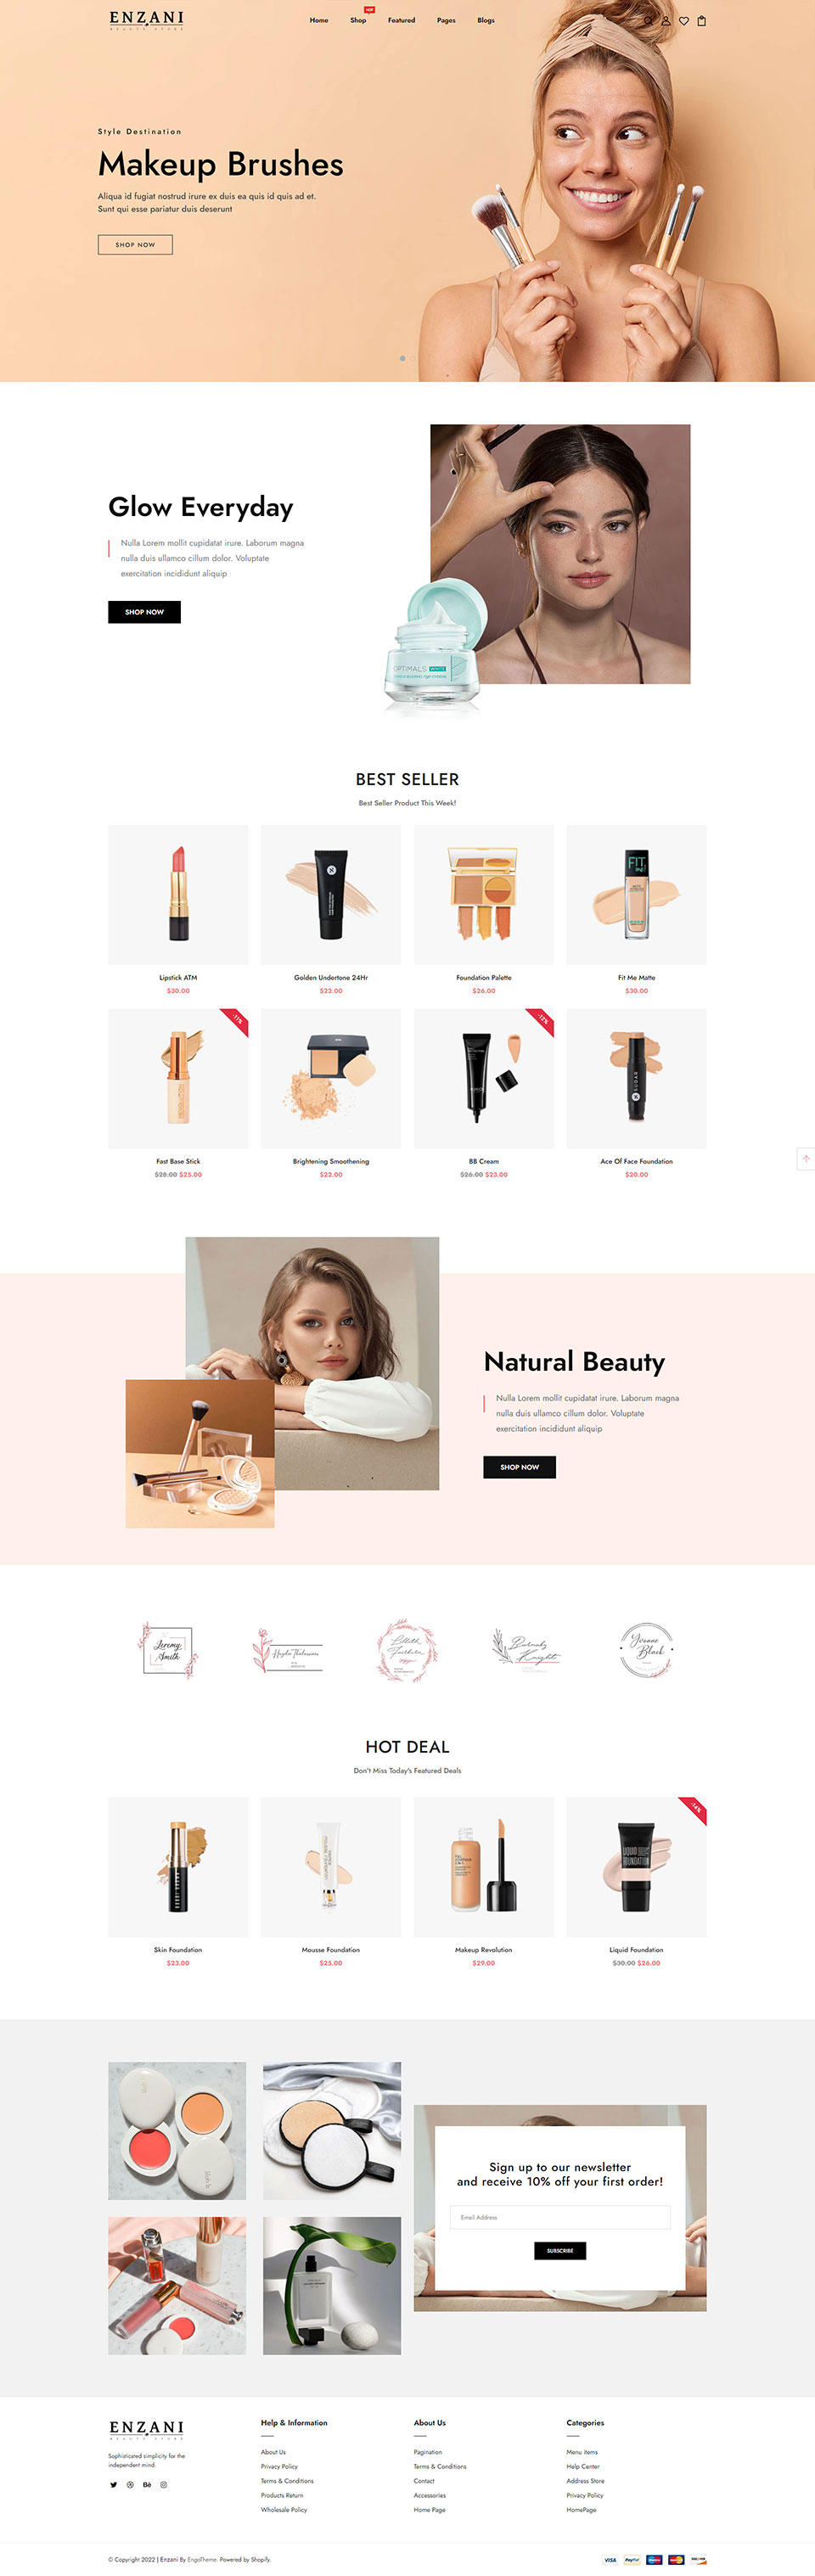 ENZANI
BEAUTY STORE
Home
Shop
HOT
Featured
Pages
Blogs
Style Destination
Makeup Brushes
Aliqua id fugiat nostrud irure ex duis ea quis id quis ad et.
Sunt qui esse pariatur duis deserunt
SHOP NOW
Glow Everyday
Nulla Lorem mollit cupidatat irure. Laborum magna
nulla duis ullamco cillum dolor. Voluptate
exercitation incididunt aliquip
SHOP NOW
OPTIMALS WHITE
BEST SELLER
Best Seller Product This Week!
FIT
me!
Lipstick ATM
Golden Undertone 24Hr
Foundation Palette
Fit Me Matte
$30.00
$22.00
$26.00
$30.00
-11%
-12%
SUGAR
Fast Base Stick
Brightening Smoothening
BB Cream
Ace Of Face Foundation
$28.00 $25.00
$22.00
$26.00 $23.00
$20.00
Natural Beauty
Nulla Lorem mollit cupidatat irure. Laborum magna
nulla duis ullamco cillum dolor. Voluptate
exercitation incididunt aliquip
SHOP NOW
Jeremy
Smith
Barnaby
Knight
Yvonne
Black
HOT DEAL
Don't Miss Today's Featured Deals
-14%
BOBBI BROWN
LIQUID
FOUNDATION
Skin Foundation
Mousse Foundation
Makeup Revolution
Liquid Foundation
$23.00
$25.00
$29.00
$30.00 $26.00
Sign up to our newsletter
and receive 10% off your first order!
Email Address
SUBSCRIBE
ENZANI
BEAUTY STORE
Sophisticated simplicity for the
independent mind.
Bē
Help & Information
About Us
Privacy Policy
Terms & Conditions
Products Return
Wholesale Policy
About Us
Pagination
Terms & Conditions
Contact
Accessories
Home Page
Categories
Menu items
Help Center
Address Store
Privacy Policy
HomePage
© Copyright 2022 | Enzani By EngoTheme. Powered by Shopify.
VISA
PayPal